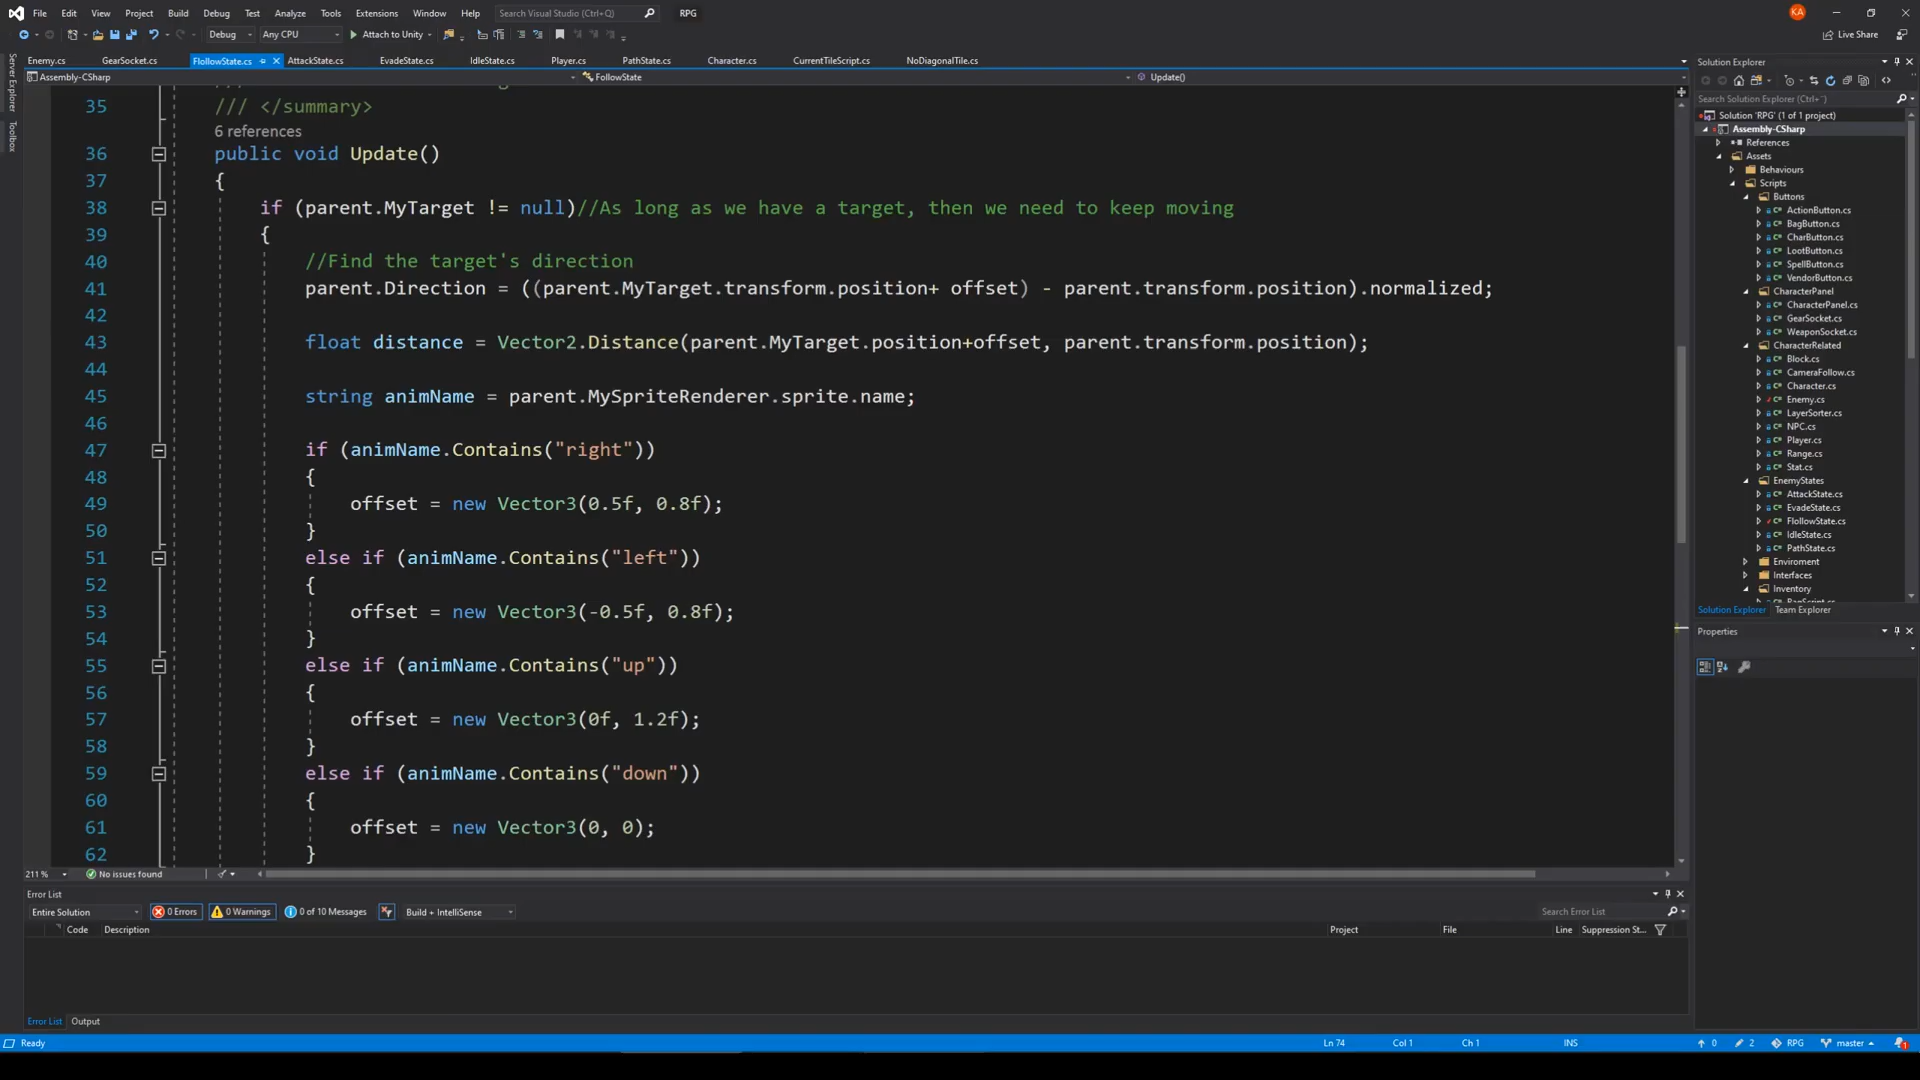 File Edit View Project Build Debug Test Analyze Tools Extensions Window Help Search Visual Studio (Ctrl+Q) RPG KA
Debug Any CPU Attach to Unity Live Share
Enemy.cs GearSocket.cs FlollowState.cs AttackState.cs EvadeState.cs IdleState.cs Player.cs PathState.cs Character.cs CurrentTileScript.cs NoDiagonalTile.cs
Assembly-CSharp FollowState Update()
Server Explorer
Toolbox
35 /// </summary>
6 references
36 public void Update()
37 {
38 if (parent.MyTarget != null)//As long as we have a target, then we need to keep moving
39 {
40 //Find the target's direction
41 parent.Direction = ((parent.MyTarget.transform.position+ offset) - parent.transform.position).normalized;
42
43 float distance = Vector2.Distance(parent.MyTarget.position+offset, parent.transform.position);
44
45 string animName = parent.MySpriteRenderer.sprite.name;
46
47 if (animName.Contains("right"))
48 {
49 offset = new Vector3(0.5f, 0.8f);
50 }
51 else if (animName.Contains("left"))
52 {
53 offset = new Vector3(-0.5f, 0.8f);
54 }
55 else if (animName.Contains("up"))
56 {
57 offset = new Vector3(0f, 1.2f);
58 }
59 else if (animName.Contains("down"))
60 {
61 offset = new Vector3(0, 0);
62 }
211 % No issues found
Error List
Entire Solution 0 Errors 0 Warnings 0 of 10 Messages Build + IntelliSense Search Error List
Code Description Project File Line Suppression St...
Error List Output
Ready Ln 74 Col 1 Ch 1 INS 0 2 RPG master 1
Solution Explorer
Search Solution Explorer (Ctrl+¨)
Solution 'RPG' (1 of 1 project)
Assembly-CSharp
References
Assets
Behaviours
Scripts
Buttons
ActionButton.cs
BagButton.cs
CharButton.cs
LootButton.cs
SpellButton.cs
VendorButton.cs
CharacterPanel
CharacterPanel.cs
GearSocket.cs
WeaponSocket.cs
CharacterRelated
Block.cs
CameraFollow.cs
Character.cs
Enemy.cs
LayerSorter.cs
NPC.cs
Player.cs
Range.cs
Stat.cs
EnemyStates
AttackState.cs
EvadeState.cs
FlollowState.cs
IdleState.cs
PathState.cs
Enviroment
Interfaces
Inventory
Solution Explorer Team Explorer
Properties